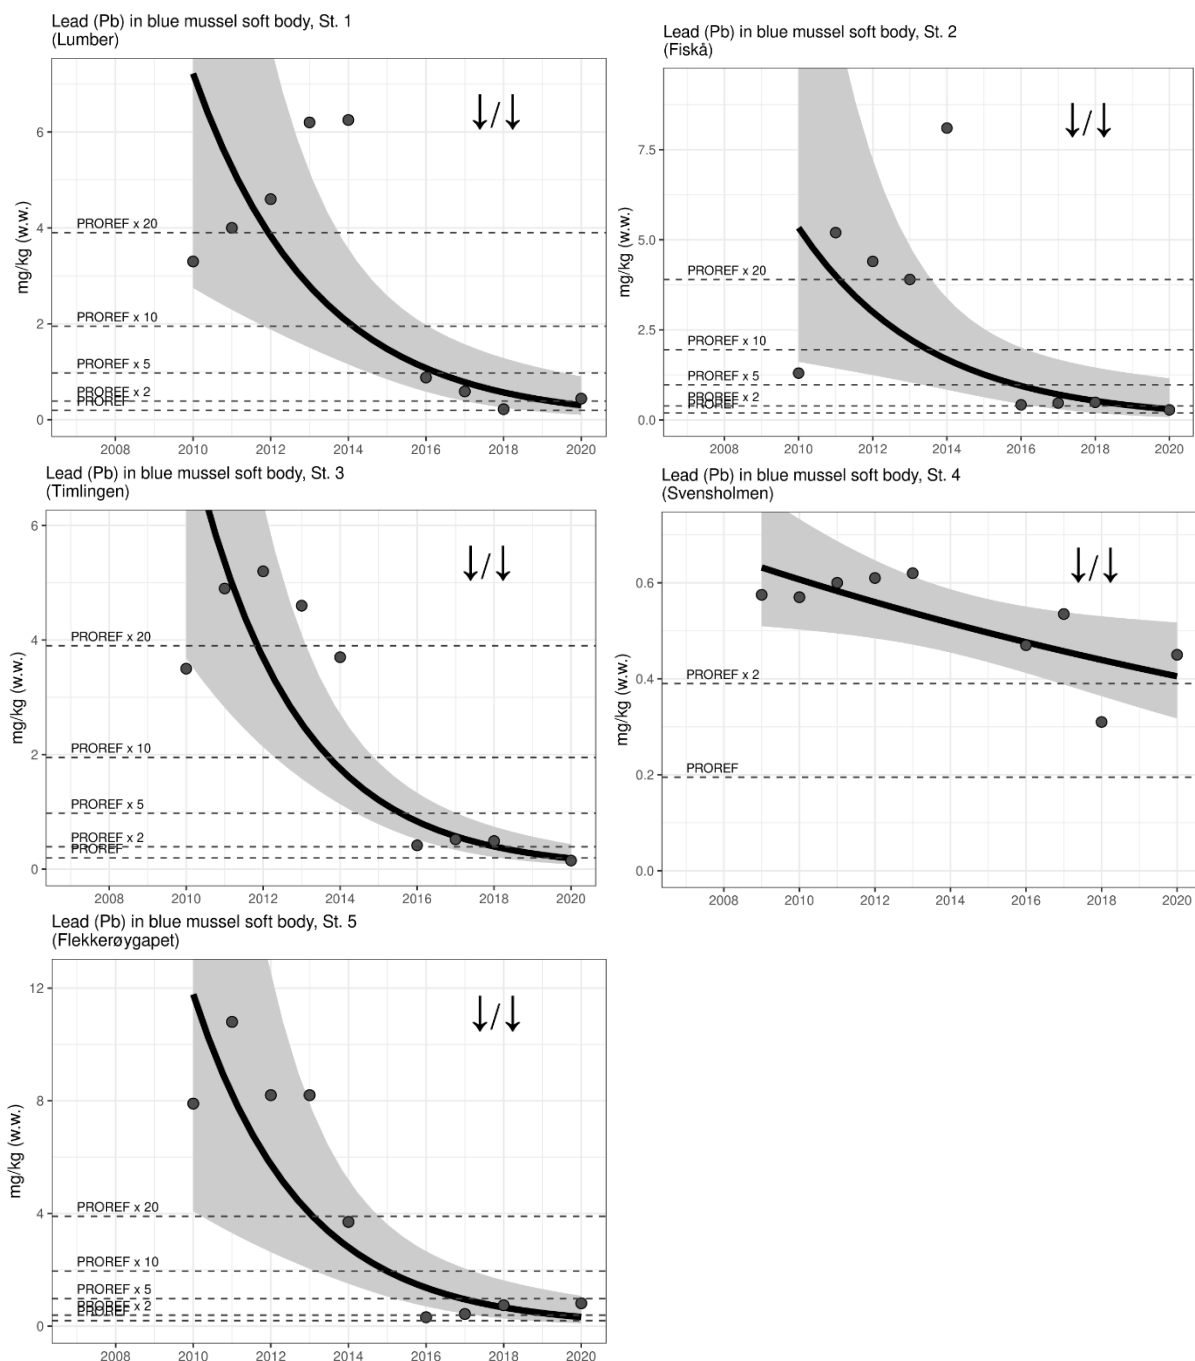 Lead (Pb) in blue mussel soft body, St. 1
(Lumber)
mg/kg (w.w.)
6
4
2
0
PROREF x 20
PROREF x 10
PROREF x 5
PROREF x 2
PROREF
↓/↓
2008 2010 2012 2014 2016 2018 2020
Lead (Pb) in blue mussel soft body, St. 2
(Fiskå)
mg/kg (w.w.)
7.5
5.0
2.5
0.0
PROREF x 20
PROREF x 10
PROREF x 5
PROREF x 2
PROREF
↓/↓
2008 2010 2012 2014 2016 2018 2020
Lead (Pb) in blue mussel soft body, St. 3
(Timlingen)
mg/kg (w.w.)
6
4
2
0
PROREF x 20
PROREF x 10
PROREF x 5
PROREF x 2
PROREF
↓/↓
2008 2010 2012 2014 2016 2018 2020
Lead (Pb) in blue mussel soft body, St. 4
(Svensholmen)
mg/kg (w.w.)
0.6
0.4
0.2
0.0
PROREF x 2
PROREF
↓/↓
2008 2010 2012 2014 2016 2018 2020
Lead (Pb) in blue mussel soft body, St. 5
(Flekkerøygapet)
mg/kg (w.w.)
12
8
4
0
PROREF x 20
PROREF x 10
PROREF x 5
PROREF x 2
PROREF
↓/↓
2008 2010 2012 2014 2016 2018 2020